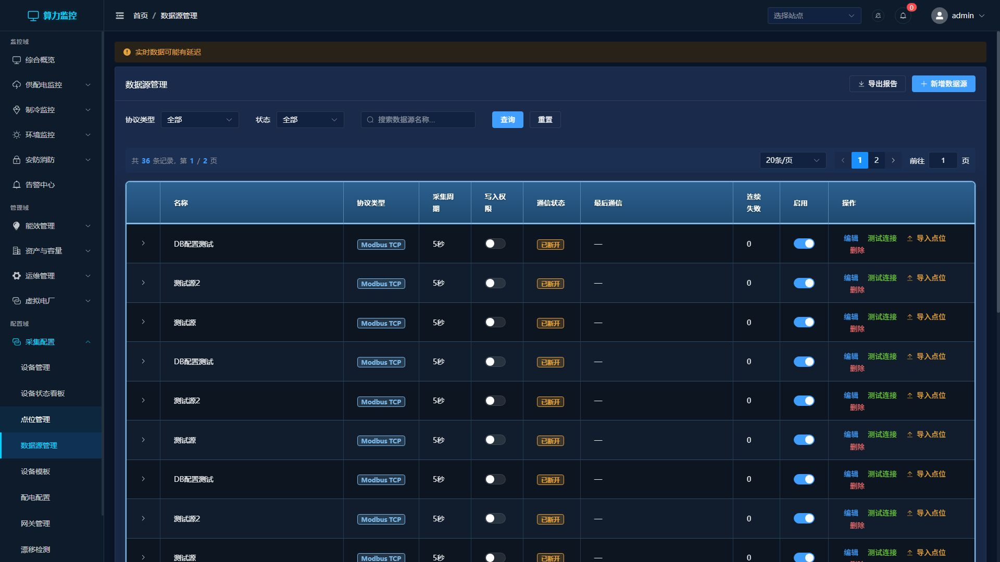 算力监控
首页 / 数据源管理
选择站点
0
admin
监控域
综合概览
供配电监控
制冷监控
环境监控
安防消防
告警中心
管理域
能效管理
资产与容量
运维管理
虚拟电厂
配置域
采集配置
设备管理
设备状态看板
点位管理
数据源管理
设备模板
配电配置
网关管理
漂移检测
实时数据可能有延迟
数据源管理
导出报告
新增数据源
协议类型 全部
状态 全部
搜索数据源名称...
查询
重置
共 36 条记录, 第 1 / 2 页
20条/页
1 2 前往 1 页
名称 协议类型 采集周期 写入权限 通信状态 最后通信 连续失败 启用 操作
DB配置测试 Modbus TCP 5秒 已断开 — 0 编辑 测试连接 导入点位
删除
测试源2 Modbus TCP 5秒 已断开 — 0 编辑 测试连接 导入点位
删除
测试源 Modbus TCP 5秒 已断开 — 0 编辑 测试连接 导入点位
删除
DB配置测试 Modbus TCP 5秒 已断开 — 0 编辑 测试连接 导入点位
删除
测试源2 Modbus TCP 5秒 已断开 — 0 编辑 测试连接 导入点位
删除
测试源 Modbus TCP 5秒 已断开 — 0 编辑 测试连接 导入点位
删除
DB配置测试 Modbus TCP 5秒 已断开 — 0 编辑 测试连接 导入点位
删除
测试源2 Modbus TCP 5秒 已断开 — 0 编辑 测试连接 导入点位
删除
测试源 Modbus TCP 5秒 已断开 — 0 编辑 测试连接 导入点位